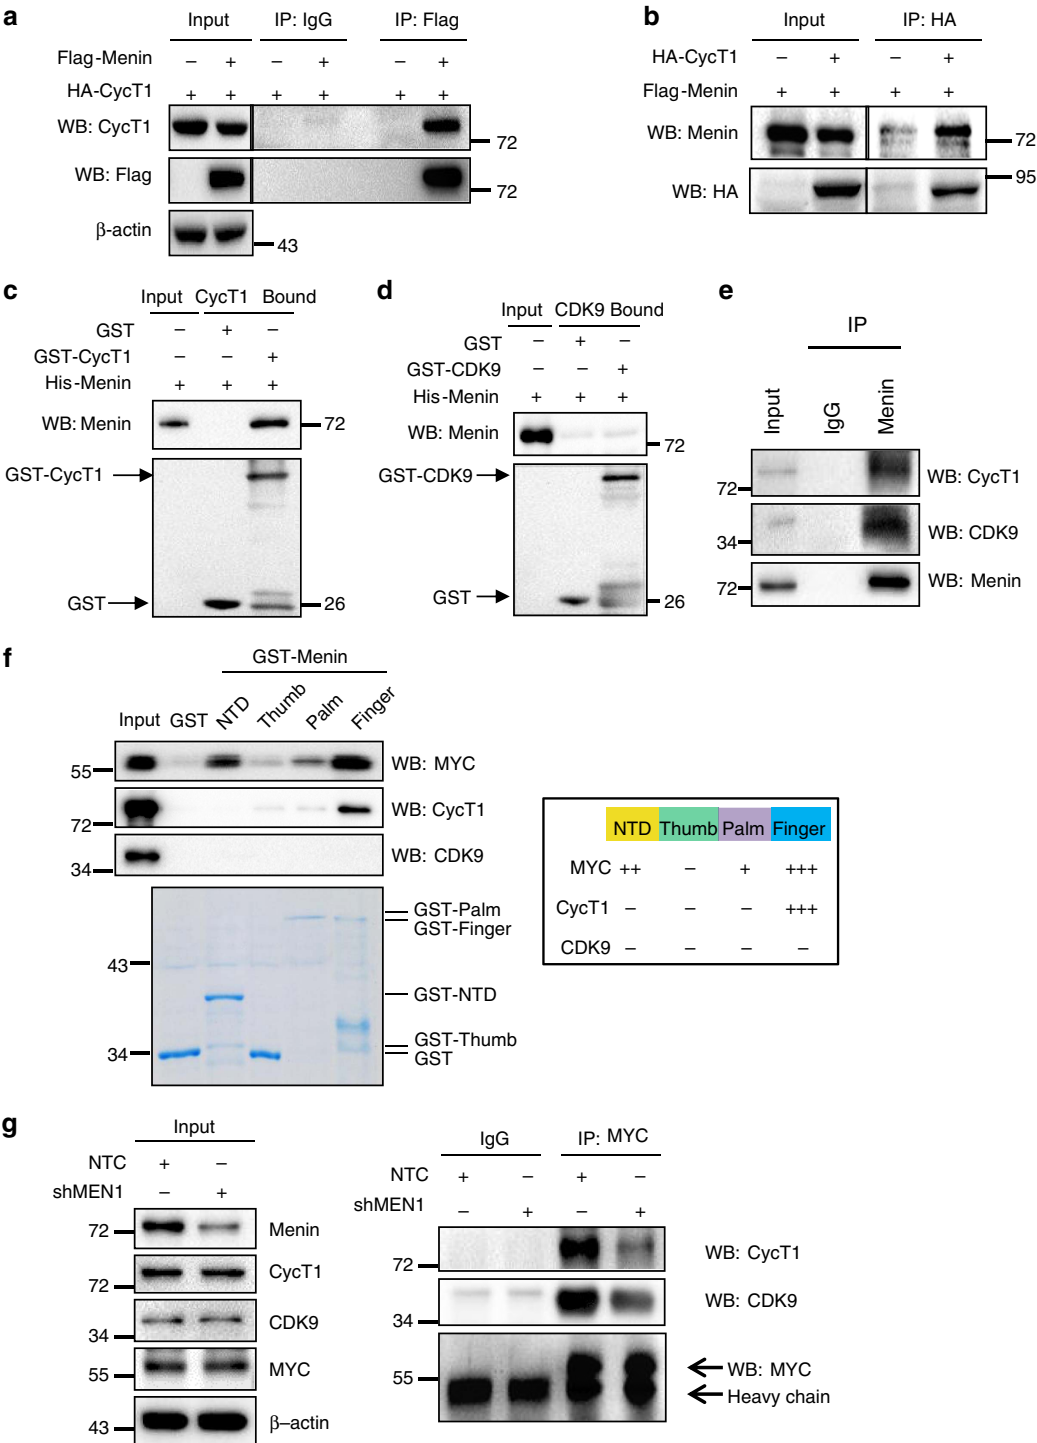 a
Input IP: IgG IP: Flag
Flag-Menin – + – + – +
HA-CycT1 + + + + + +
WB: CycT1 72
WB: Flag 72
β-actin 43
b
Input IP: HA
HA-CycT1 – + – +
Flag-Menin + + + +
WB: Menin 72
WB: HA 95
c
Input CycT1 Bound
GST – + –
GST-CycT1 – – +
His-Menin + + +
WB: Menin 72
GST-CycT1
GST 26
d
Input CDK9 Bound
GST – + –
GST-CDK9 – – +
His-Menin + + +
WB: Menin 72
GST-CDK9
GST 26
e
IP
Input IgG Menin
72 WB: CycT1
34 WB: CDK9
72 WB: Menin
f
GST-Menin
Input GST NTD Thumb Palm Finger
55 WB: MYC
72 WB: CycT1
34 WB: CDK9
GST-Palm
GST-Finger
43
GST-NTD
GST-Thumb
34 GST
NTD Thumb Palm Finger
MYC ++ – + +++
CycT1 – – – +++
CDK9 – – – –
g
Input
NTC + –
shMEN1 – +
72 Menin
72 CycT1
34 CDK9
55 MYC
43 β–actin
IgG IP: MYC
NTC + – + –
shMEN1 – + – +
72 WB: CycT1
34 WB: CDK9
55 WB: MYC
Heavy chain